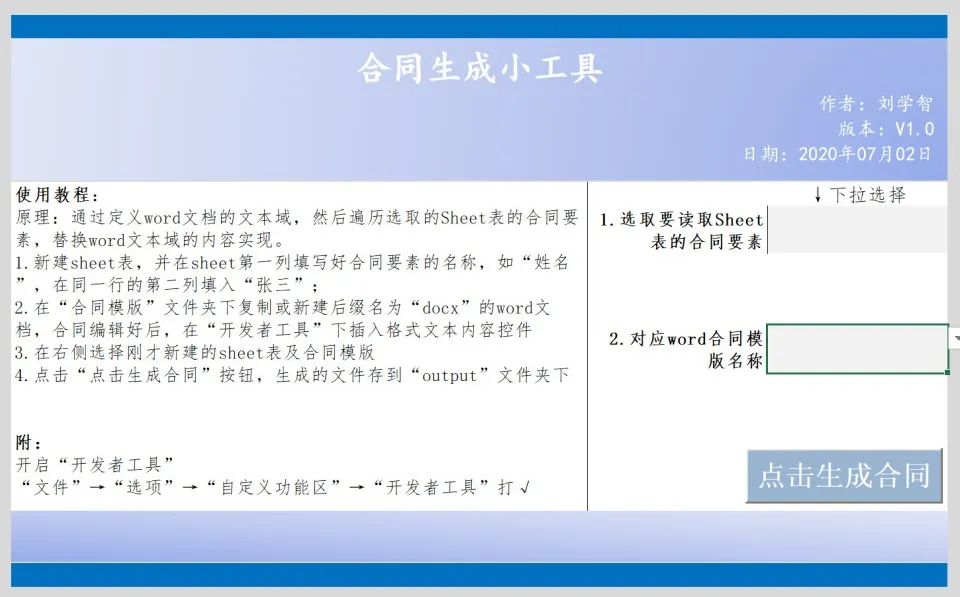 合同生成小工具
作者：刘学智
版本：V1.0
日期：2020年07月02日
使用教程：
原理：通过定义word文档的文本域，然后遍历选取的Sheet表的合同要
素，替换word文本域的内容实现。
1.新建sheet表，并在sheet第一列填写好合同要素的名称，如“姓名
”，在同一行的第二列填入“张三”；
2.在“合同模版”文件夹下复制或新建后缀名为“docx”的word文
档，合同编辑好后，在“开发者工具”下插入格式文本内容控件
3.在右侧选择刚才新建的sheet表及合同模版
4.点击“点击生成合同”按钮，生成的文件存到“output”文件夹下
附：
开启“开发者工具”
“文件”→“选项”→“自定义功能区”→“开发者工具”打√
↓下拉选择
1.选取要读取Sheet
表的合同要素
2.对应word合同模
版名称
点击生成合同